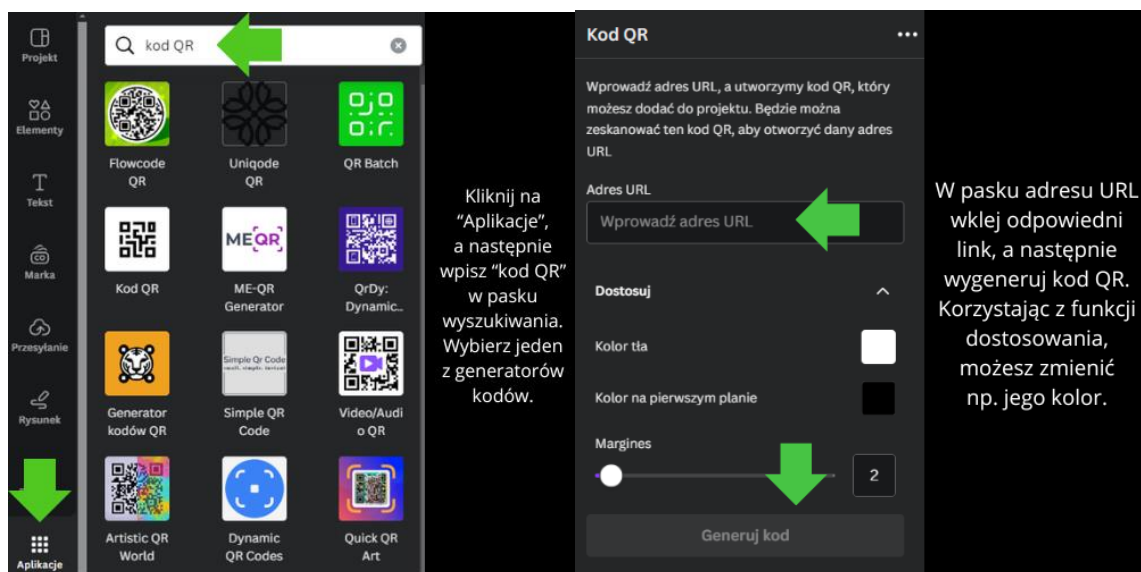 Projekt
Elementy
Tekst
Marka
Przesyłanie
Rysunek
Aplikacje
kod QR
Flowcode
QR
Uniqode
QR
QR Batch
Kod QR
ME-QR
Generator
QrDy:
Dynamic...
Generator
kodów QR
Simple QR
Code
Video/Audi
o QR
Artistic QR
World
Dynamic
QR Codes
Quick QR
Art
MEQR
Simple Qr Code
Kliknij na
“Aplikacje”,
a następnie
wpisz “kod QR”
w pasku
wyszukiwania.
Wybierz jeden
z generatorów
kodów.
Kod QR
Wprowadź adres URL, a utworzymy kod QR, który
możesz dodać do projektu. Będzie można
zeskanować ten kod QR, aby otworzyć dany adres
URL
Adres URL
Wprowadź adres URL
Dostosuj
Kolor tła
Kolor na pierwszym planie
Margines
2
Generuj kod
W pasku adresu URL
wklej odpowiedni
link, a następnie
wygeneruj kod QR.
Korzystając z funkcji
dostosowania,
możesz zmienić
np. jego kolor.